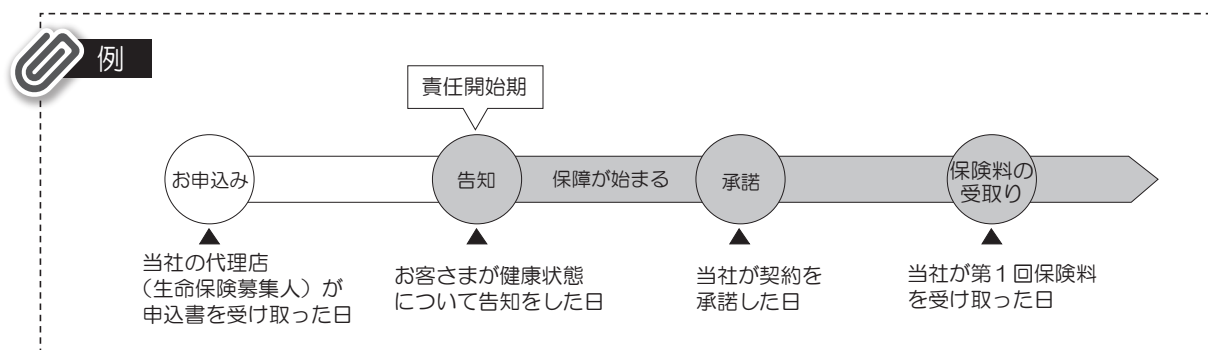 例
責任開始期
お申込み
告知
保障が始まる
承諾
保険料の
受取り
当社の代理店
（生命保険募集人）が
申込書を受け取った日
お客さまが健康状態
について告知をした日
当社が契約を
承諾した日
当社が第１回保険料
を受け取った日